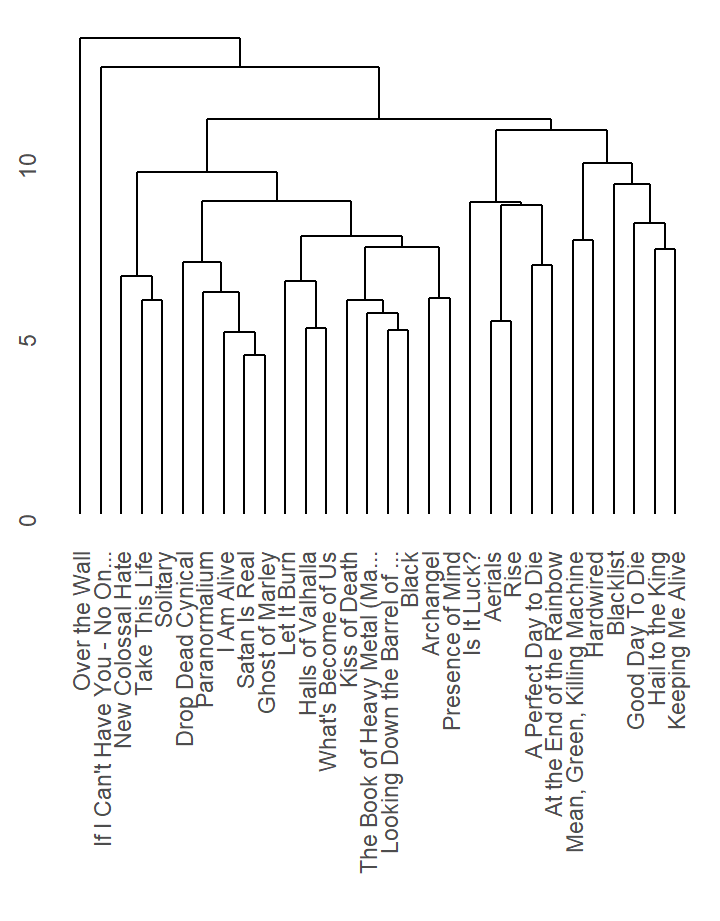 10
5
0
Over the Wall
If I Can't Have You - No On...
New Colossal Hate
Take This Life
Solitary
Drop Dead Cynical
Paranormalium
I Am Alive
Satan Is Real
Ghost of Marley
Let It Burn
Halls of Valhalla
What's Become of Us
Kiss of Death
The Book of Heavy Metal (Ma...
Looking Down the Barrel of ...
Black
Archangel
Presence of Mind
Is It Luck?
Aerials
Rise
A Perfect Day to Die
At the End of the Rainbow
Mean, Green, Killing Machine
Hardwired
Blacklist
Good Day To Die
Hail to the King
Keeping Me Alive